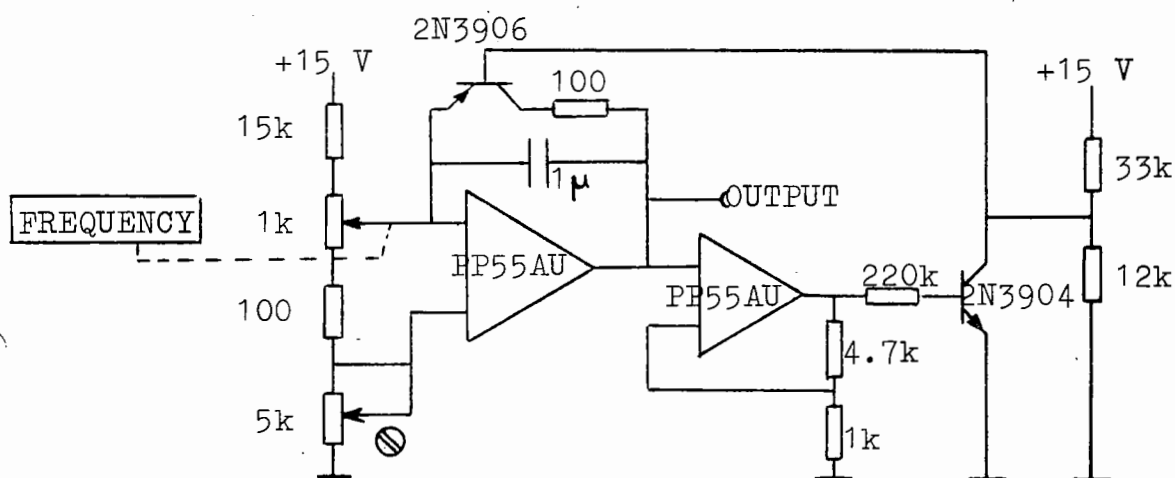 2N3906
+15 V
100
+15 V
15k
33k
1μ
OUTPUT
FREQUENCY
1k
PP55AU
PP55AU
220k
2N3904
12k
100
4.7k
5k
1k